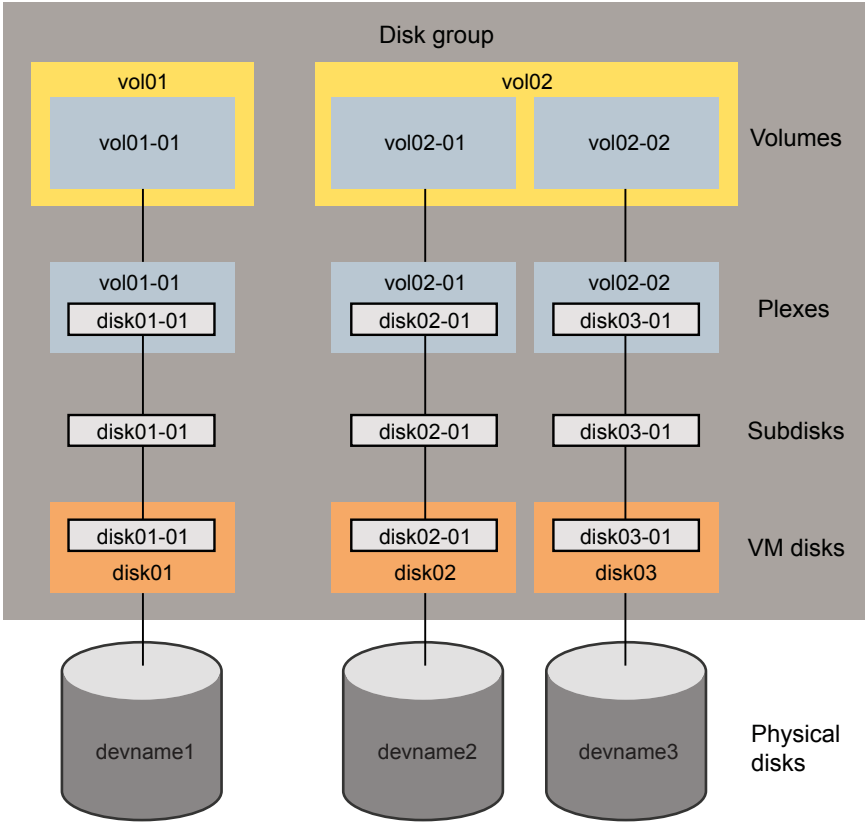 Disk group
vol01
vol02
vol01-01
vol02-01
vol02-02
Volumes
vol01-01
vol02-01
vol02-02
disk01-01
disk02-01
disk03-01
Plexes
disk01-01
disk02-01
disk03-01
Subdisks
disk01-01
disk02-01
disk03-01
VM disks
disk01
disk02
disk03
devname1
devname2
devname3
Physical
disks